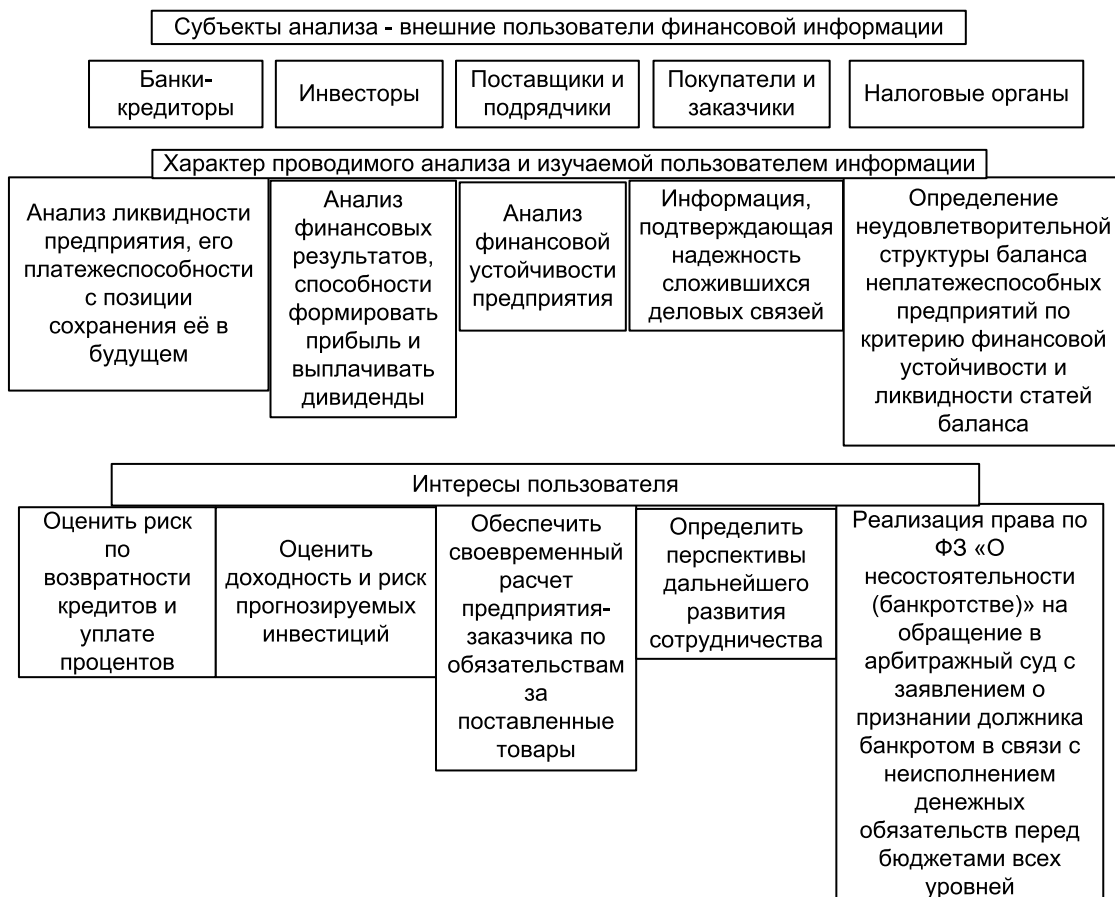 Субъекты анализа - внешние пользователи финансовой информации
Банки-
кредиторы
Инвесторы
Поставщики и
подрядчики
Покупатели и
заказчики
Налоговые органы
Характер проводимого анализа и изучаемой пользователем информации
Анализ ликвидности
предприятия, его
платежеспособности
с позиции
сохранения её в
будущем
Анализ
финансовых
результатов,
способности
формировать
прибыль и
выплачивать
дивиденды
Анализ
финансовой
устойчивости
предприятия
Информация,
подтверждающая
надежность
сложившихся
деловых связей
Определение
неудовлетворительной
структуры баланса
неплатежеспособных
предприятий по
критерию финансовой
устойчивости и
ликвидности статей
баланса
Интересы пользователя
Оценить риск
по
возвратности
кредитов и
уплате
процентов
Оценить
доходность и риск
прогнозируемых
инвестиций
Обеспечить
своевременный
расчет
предприятия-
заказчика по
обязательствам
за
поставленные
товары
Определить
перспективы
дальнейшего
развития
сотрудничества
Реализация права по
ФЗ «О
несостоятельности
(банкротстве)» на
обращение в
арбитражный суд с
заявлением о
признании должника
банкротом в связи с
неисполнением
денежных
обязательств перед
бюджетами всех
уровней